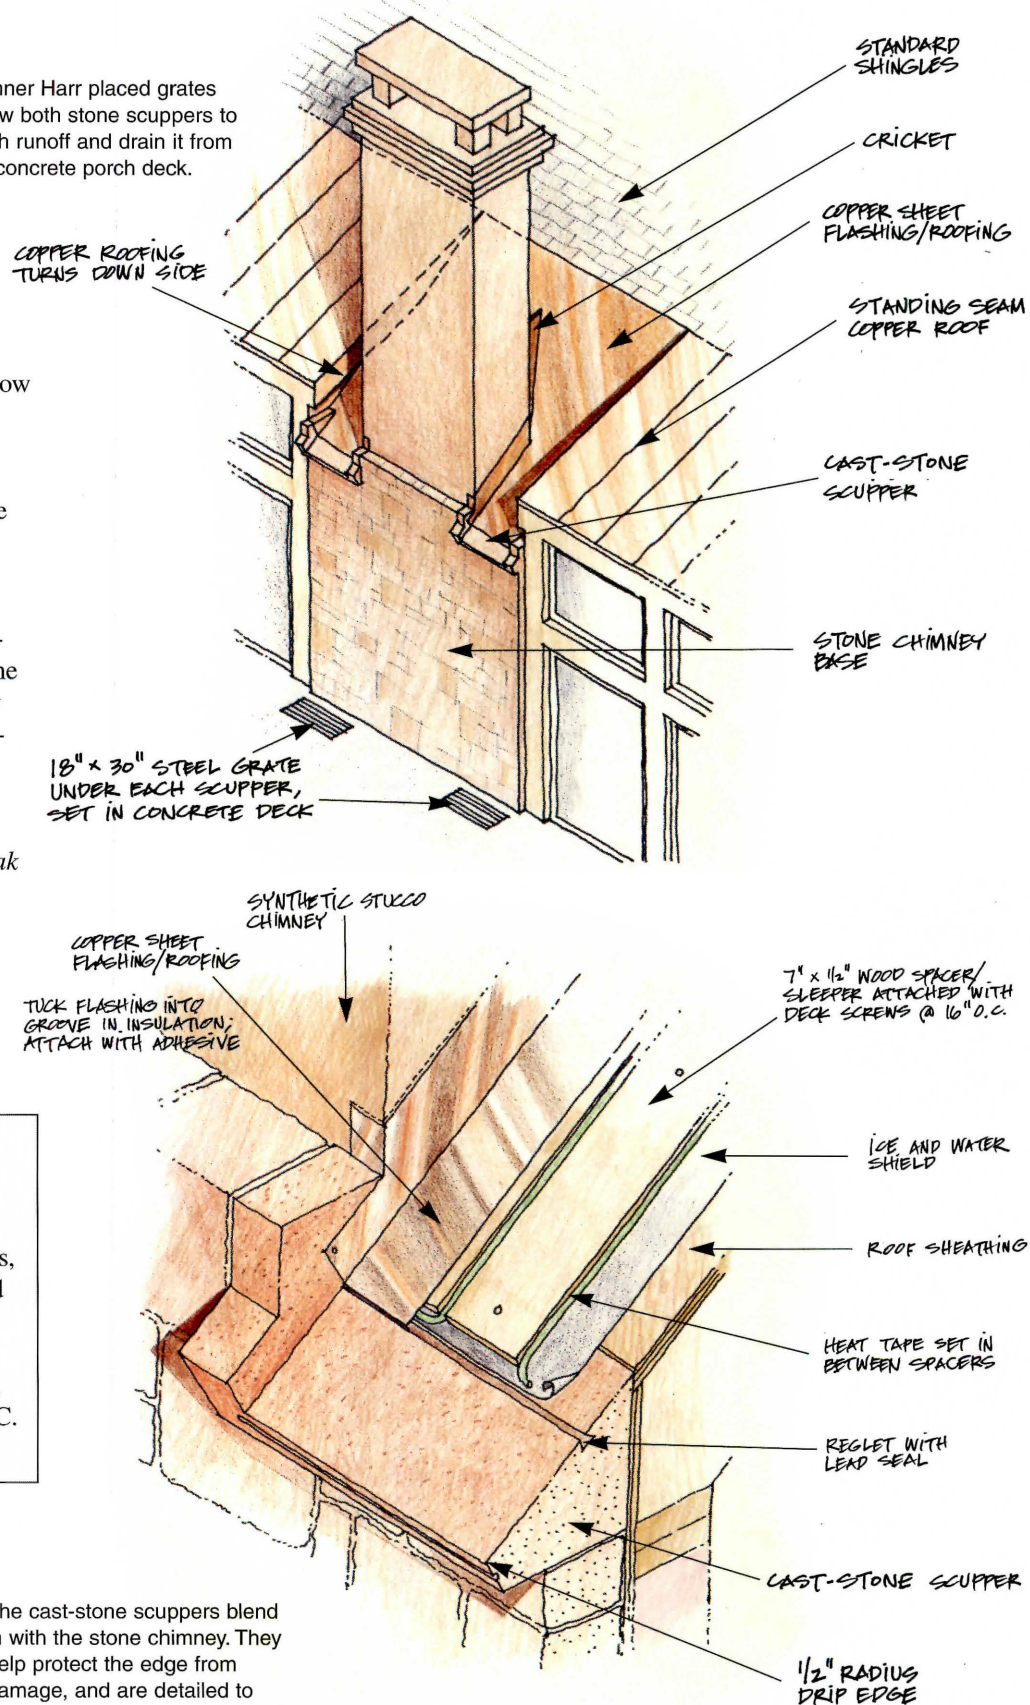 nner Harr placed grates
w both stone scuppers to
h runoff and drain it from
concrete porch deck.
STANDARD
SHINGLES
CRICKET
COPPER SHEET
FLASHING/ROOFING
COPPER ROOFING
TURNS DOWN SIDE
STANDING SEAM
COPPER ROOF
ow
CAST-STONE
SCUPPER
e
-
ne
-
STONE CHIMNEY
BASE
18" x 30" STEEL GRATE
UNDER EACH SCUPPER,
SET IN CONCRETE DECK
ak
SYNTHETIC STUCCO
CHIMNEY
COPPER SHEET
FLASHING/ROOFING
TUCK FLASHING INTO
GROOVE IN INSULATION;
ATTACH WITH ADHESIVE
7" x 1/2" WOOD SPACER/
SLEEPER ATTACHED WITH
DECK SCREWS @ 16" O.C.
ICE AND WATER
SHIELD
s,
ROOF SHEATHING
HEAT TAPE SET IN
BETWEEN SPACERS
C.
REGLET WITH
LEAD SEAL
CAST-STONE SCUPPER
he cast-stone scuppers blend
n with the stone chimney. They
elp protect the edge from
amage, and are detailed to
1/2" RADIUS
DRIP EDGE